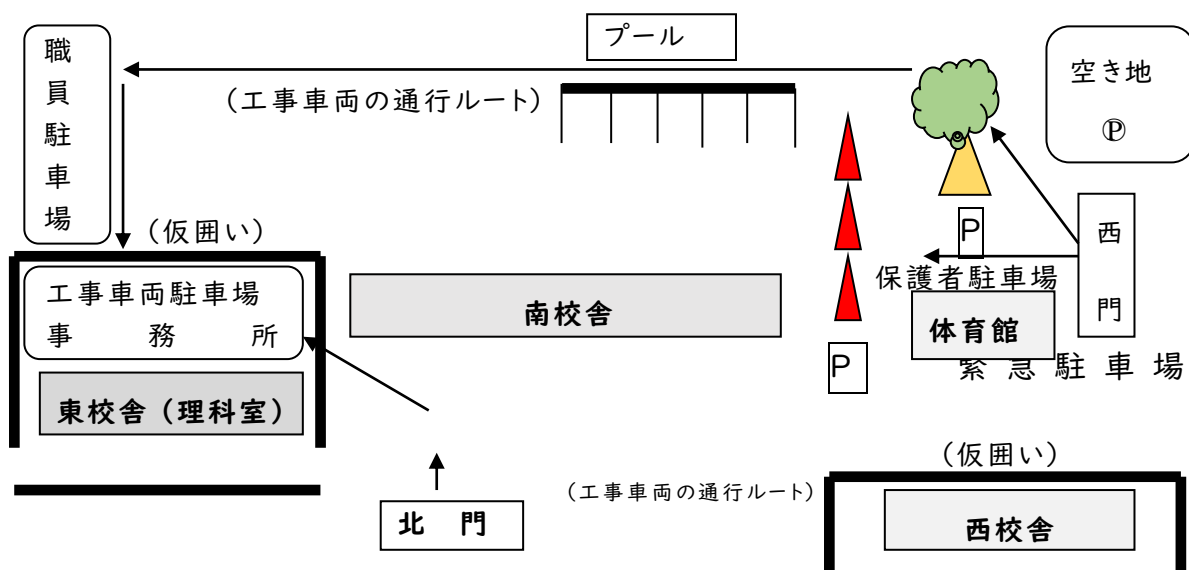 職員駐車場
プール
空き地
Ⓟ
(工事車両の通行ルート)
(仮囲い)
P
西門
保護者駐車場
工事車両駐車場
事務所
南校舎
体育館
P
緊急駐車場
東校舎(理科室)
(仮囲い)
(工事車両の通行ルート)
北門
西校舎